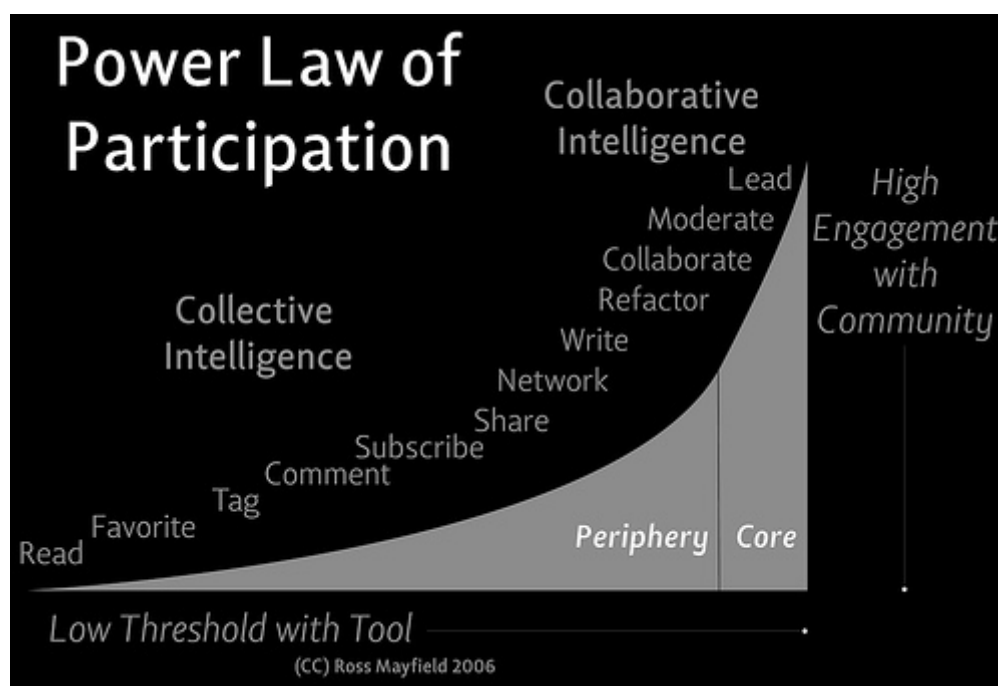 Power Law of
Participation
Collaborative
Intelligence
Lead
High
Moderate
Engagement
Collaborate
with
Refactor
Community
Collective
Intelligence
Write
Network
Share
Subscribe
Comment
Tag
Favorite
Read
Periphery
Core
Low Threshold with Tool
(CC) Ross Mayfield 2006